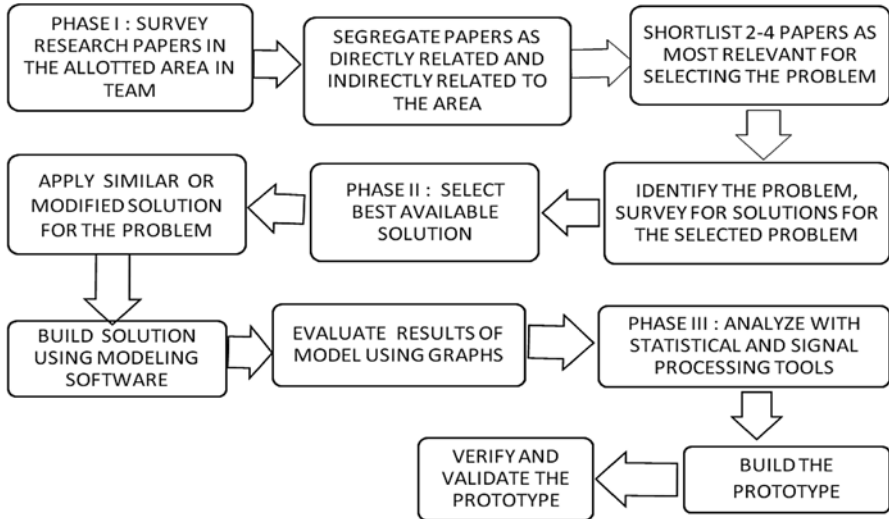 PHASE I : SURVEY
RESEARCH PAPERS IN
THE ALLOTTED AREA IN
TEAM
SEGREGATE PAPERS AS
DIRECTLY RELATED AND
INDIRECTLY RELATED TO
THE AREA
SHORTLIST 2-4 PAPERS AS
MOST RELEVANT FOR
SELECTING THE PROBLEM
IDENTIFY THE PROBLEM,
SURVEY FOR SOLUTIONS FOR
THE SELECTED PROBLEM
PHASE II : SELECT
BEST AVAILABLE
SOLUTION
APPLY SIMILAR OR
MODIFIED SOLUTION
FOR THE PROBLEM
BUILD SOLUTION
USING MODELING
SOFTWARE
EVALUATE RESULTS OF
MODEL USING GRAPHS
PHASE III : ANALYZE WITH
STATISTICAL AND SIGNAL
PROCESSING TOOLS
BUILD THE
PROTOTYPE
VERIFY AND
VALIDATE THE
PROTOTYPE